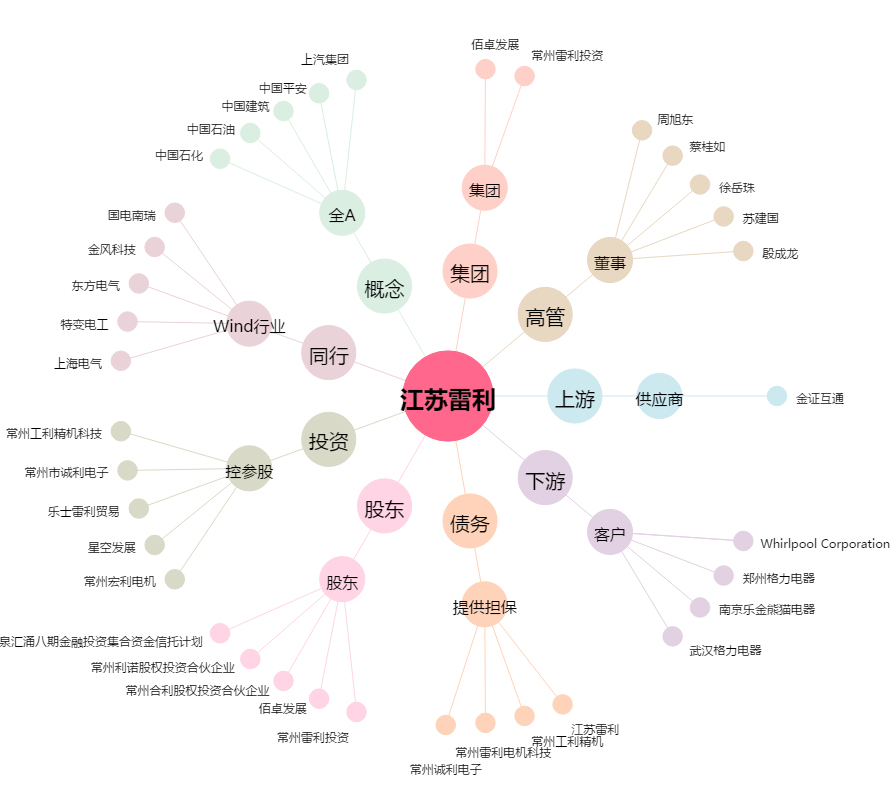 佰卓发展
常州雷利投资
上汽集团
中国平安
中国建筑
中国石油
中国石化
周旭东
蔡桂如
徐岳珠
苏建国
殷成龙
集团
集团
全A
概念
董事
高管
国电南瑞
金风科技
东方电气
特变电工
上海电气
Wind行业
同行
江苏雷利
上游
供应商
金证互通
常州工利精机科技
常州市诚利电子
乐士雷利贸易
星空发展
常州宏利电机
控参股
投资
股东
股东
泉汇涌八期金融投资集合资金信托计划
常州利诺股权投资合伙企业
常州合利股权投资合伙企业
佰卓发展
常州雷利投资
债务
提供担保
常州诚利电子
常州雷利电机科技
常州工利精机
江苏雷利
下游
客户
Whirlpool Corporation
郑州格力电器
南京乐金熊猫电器
武汉格力电器